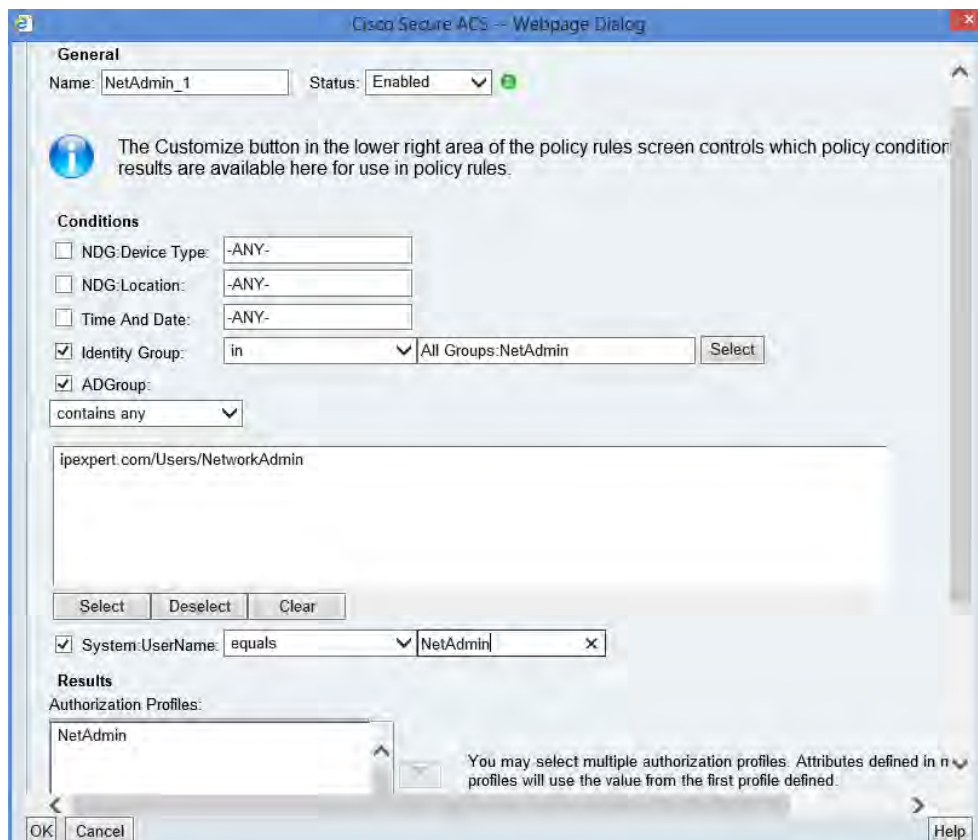 Cisco Secure ACS -- Webpage Dialog
General
Name: NetAdmin_1 Status: Enabled
The Customize button in the lower right area of the policy rules screen controls which policy condition
results are available here for use in policy rules.
Conditions
NDG:Device Type: -ANY-
NDG:Location: -ANY-
Time And Date: -ANY-
Identity Group: in All Groups:NetAdmin Select
ADGroup:
contains any
ipexpert.com/Users/NetworkAdmin
Select Deselect Clear
System:UserName: equals NetAdmin
Results
Authorization Profiles:
NetAdmin
You may select multiple authorization profiles. Attributes defined in
profiles will use the value from the first profile defined.
OK Cancel Help